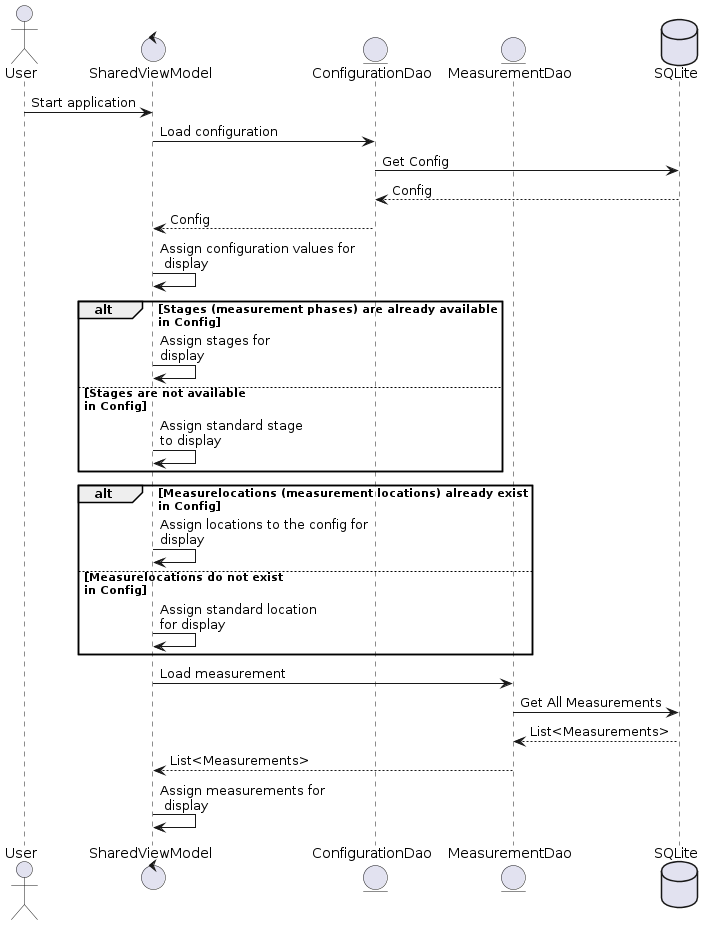 User
SharedViewModel
ConfigurationDao
MeasurementDao
SQLite
Start application
Load configuration
Get Config
Config
Config
Assign configuration values for
display
alt
[Stages (measurement phases) are already available
in Config]
Assign stages for
display
[Stages are not available
in Config]
Assign standard stage
to display
alt
[Measurelocations (measurement locations) already exist
in Config]
Assign locations to the config for
display
[Measurelocations do not exist
in Config]
Assign standard location
for display
Load measurement
Get All Measurements
List<Measurements>
List<Measurements>
Assign measurements for
display
User
SharedViewModel
ConfigurationDao
MeasurementDao
SQLite